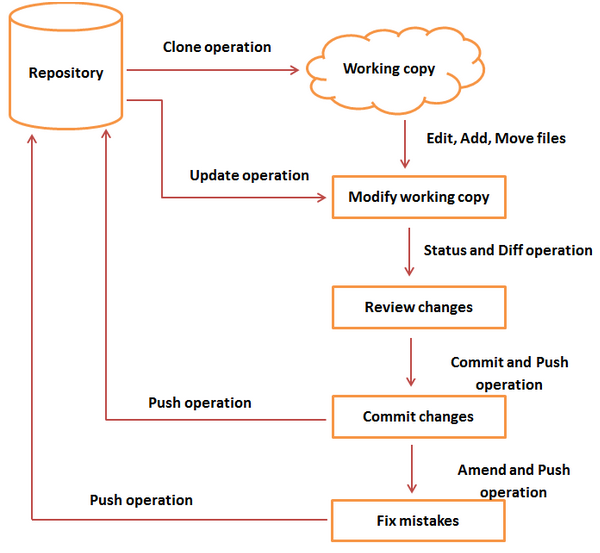 Clone operation
Repository
Working copy
Edit, Add, Move files
Update operation
Modify working copy
Status and Diff operation
Review changes
Commit and Push
operation
Push operation
Commit changes
Amend and Push
operation
Push operation
Fix mistakes